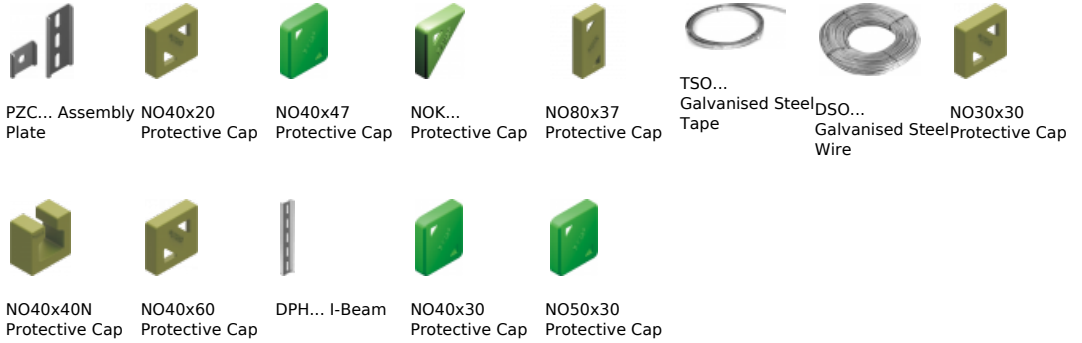 PZC... Assembly
Plate
NO40x20
Protective Cap
NO40x47
Protective Cap
NOK...
Protective Cap
NO80x37
Protective Cap
TSO...
Galvanised Steel
Tape
DSO...
Galvanised Steel
Wire
NO30x30
Protective Cap
NO40x40N
Protective Cap
NO40x60
Protective Cap
DPH... I-Beam
NO40x30
Protective Cap
NO50x30
Protective Cap